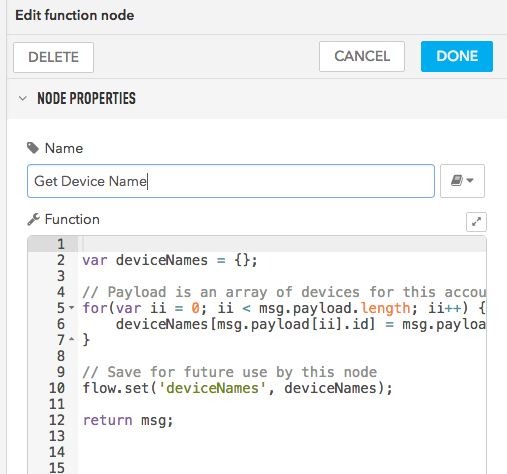 Edit function node
DELETE CANCEL DONE
NODE PROPERTIES
Name
Get Device Name
Function
1
2 var deviceNames = {};
3
4 // Payload is an array of devices for this accou
5 for(var ii = 0; ii < msg.payload.length; ii++) {
6 deviceNames[msg.payload[ii].id] = msg.payloa
7 }
8
9 // Save for future use by this node
10 flow.set('deviceNames', deviceNames);
11
12 return msg;
13
14
15